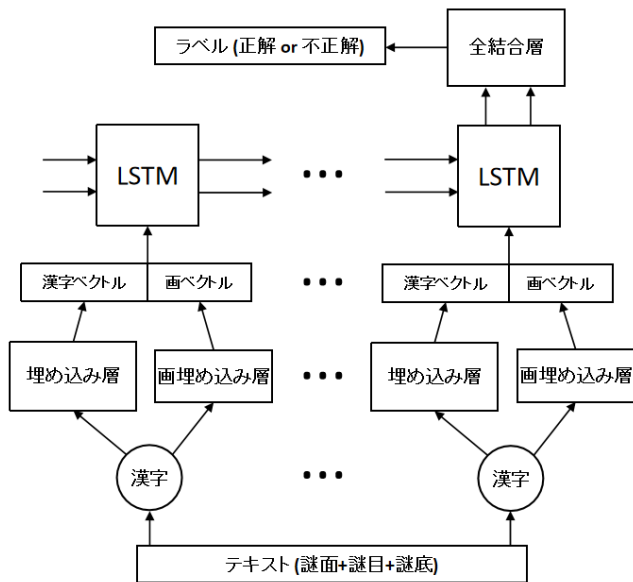 ラベル (正解 or 不正解)
全結合層
LSTM
•••
LSTM
漢字ベクトル
画ベクトル
•••
漢字ベクトル
画ベクトル
埋め込み層
画埋め込み層
•••
埋め込み層
画埋め込み層
漢字
•••
漢字
テキスト (謎面+謎目+謎底)